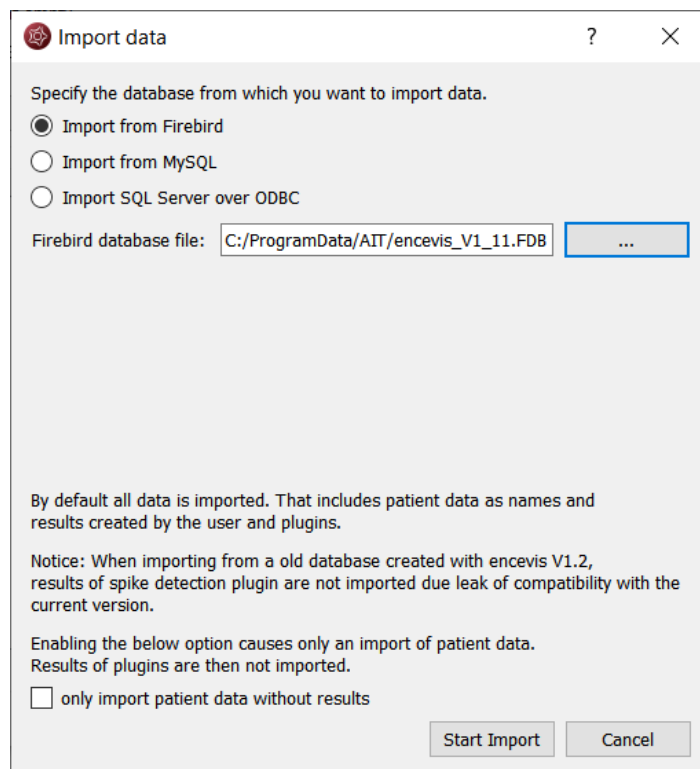 Import data
?
Specify the database from which you want to import data.
Import from Firebird
Import from MySQL
Import SQL Server over ODBC
Firebird database file: C:/ProgramData/AIT/encevis_V1_11.FDB ...
By default all data is imported. That includes patient data as names and
results created by the user and plugins.
Notice: When importing from a old database created with encevis V1.2,
results of spike detection plugin are not imported due leak of compatibility with the
current version.
Enabling the below option causes only an import of patient data.
Results of plugins are then not imported.
only import patient data without results
Start Import Cancel